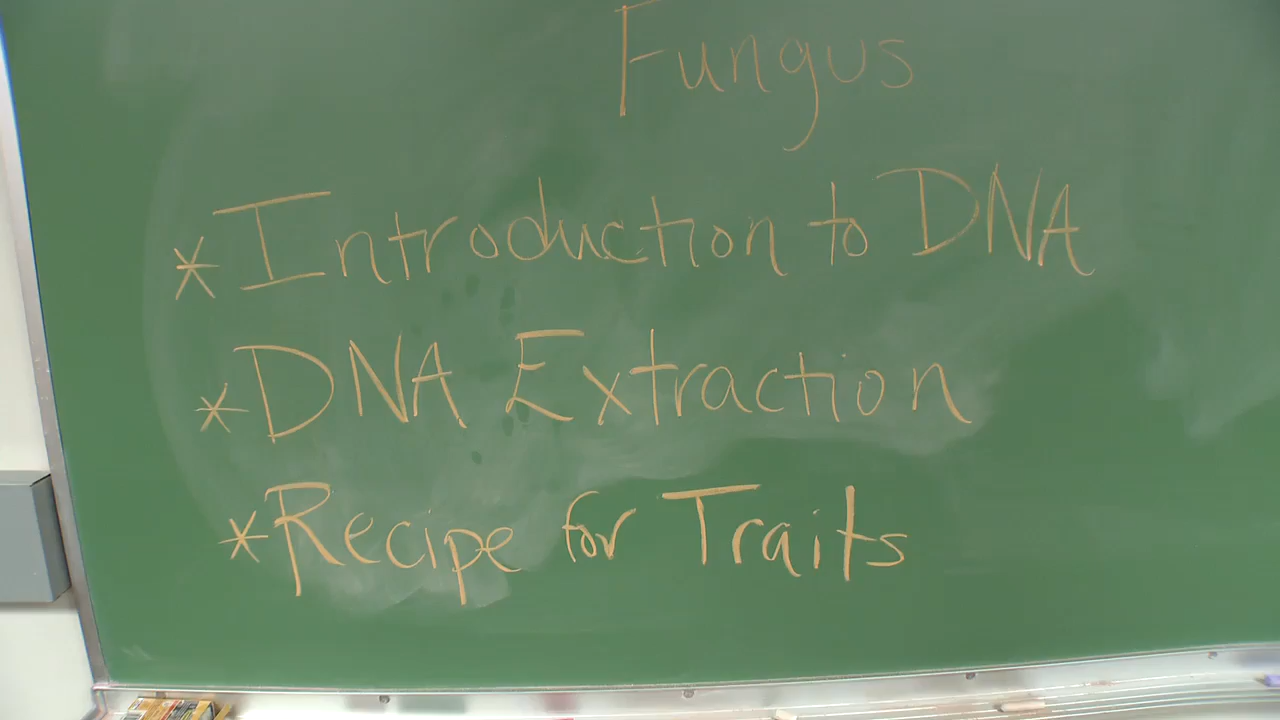 Fungus
* Introduction to DNA
* DNA Extraction
* Recipe for Traits